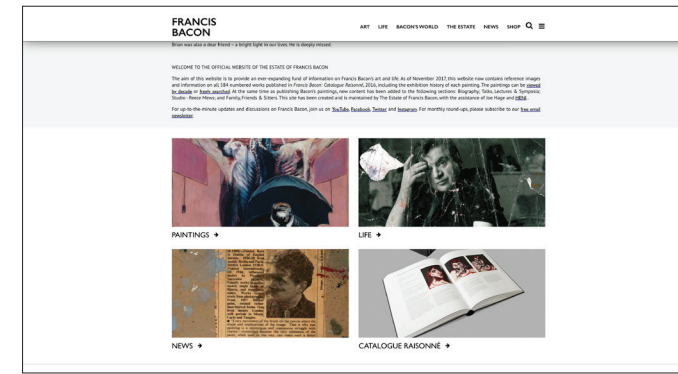 FRANCIS
BACON
ART LIFE BACON'S WORLD THE ESTATE NEWS SHOP
Brian was also a dear friend – a bright light in our lives. He is deeply missed.
WELCOME TO THE OFFICIAL WEBSITE OF THE ESTATE OF FRANCIS BACON
The aim of this website is to provide an ever-expanding fund of information on Francis Bacon's art and life. As of November 2017, this website now contains reference images
and information on all 584 numbered works published in Francis Bacon: Catalogue Raisonné, 2016, including the exhibition history of each painting. The paintings can be viewed
by decade or freely searched. At the same time as publishing Bacon's paintings, new content has been added to the following sections: Biography; Talks, Lectures & Symposia;
Studio - Reece Mews; and Family, Friends & Sitters. This site has been created and is maintained by The Estate of Francis Bacon, with the assistance of Joe Hage and HENI.
For up-to-the-minute updates and discussions on Francis Bacon, join us on YouTube, Facebook, Twitter and Instagram. For monthly round-ups, please subscribe to our free email
newsletter.
PAINTINGS →
LIFE →
NEWS →
CATALOGUE RAISONNÉ →